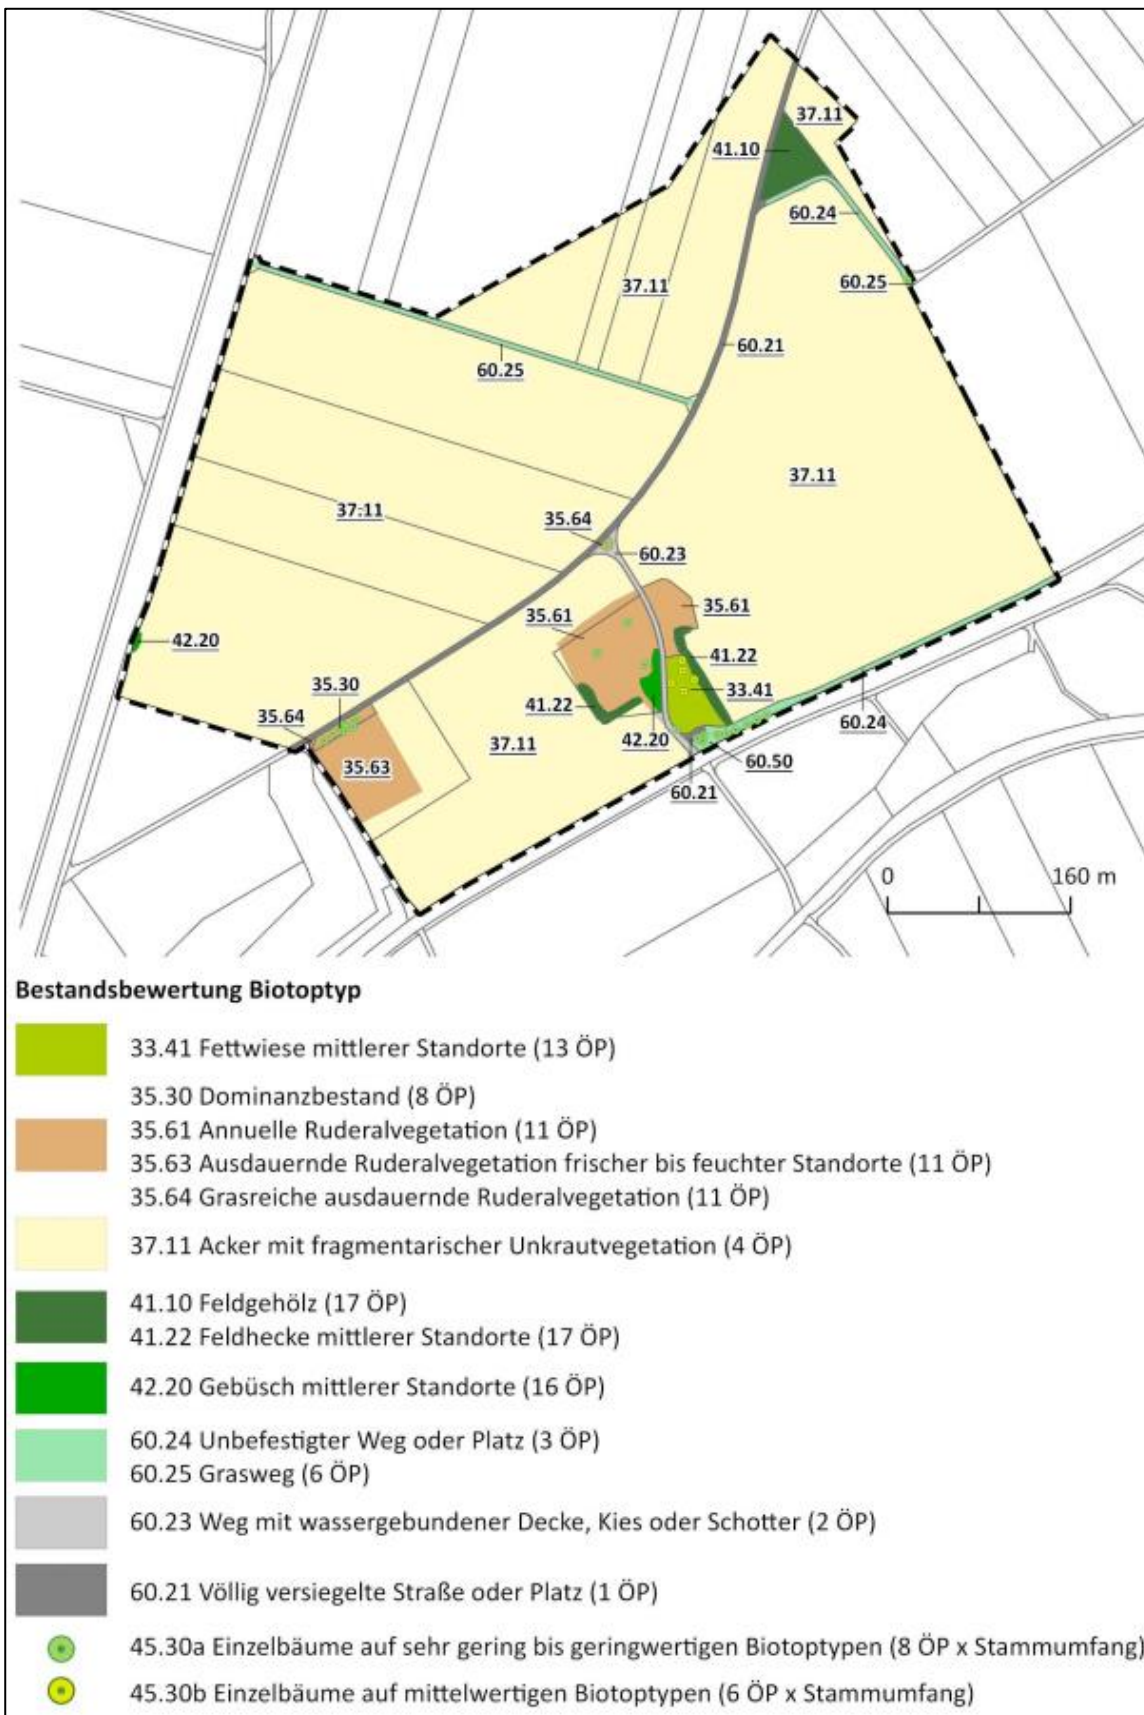 37.11
41.10
60.24
37.11
60.25
60.21
60.25
37.11
37.11
35.64
60.23
35.61
35.61
42.20
41.22
35.30
33.41
41.22
35.64
60.24
42.20
37.11
60.50
35.63
60.21
0 160 m
Bestandsbewertung Biotoptyp
33.41 Fettwiese mittlerer Standorte (13 ÖP)
35.30 Dominanzbestand (8 ÖP)
35.61 Annuelle Ruderalvegetation (11 ÖP)
35.63 Ausdauernde Ruderalvegetation frischer bis feuchter Standorte (11 ÖP)
35.64 Grasreiche ausdauernde Ruderalvegetation (11 ÖP)
37.11 Acker mit fragmentarischer Unkrautvegetation (4 ÖP)
41.10 Feldgehölz (17 ÖP)
41.22 Feldhecke mittlerer Standorte (17 ÖP)
42.20 Gebüsch mittlerer Standorte (16 ÖP)
60.24 Unbefestigter Weg oder Platz (3 ÖP)
60.25 Grasweg (6 ÖP)
60.23 Weg mit wassergebundener Decke, Kies oder Schotter (2 ÖP)
60.21 Völlig versiegelte Straße oder Platz (1 ÖP)
45.30a Einzelbäume auf sehr gering bis geringwertigen Biotoptypen (8 ÖP x Stammumfang)
45.30b Einzelbäume auf mittelwertigen Biotoptypen (6 ÖP x Stammumfang)